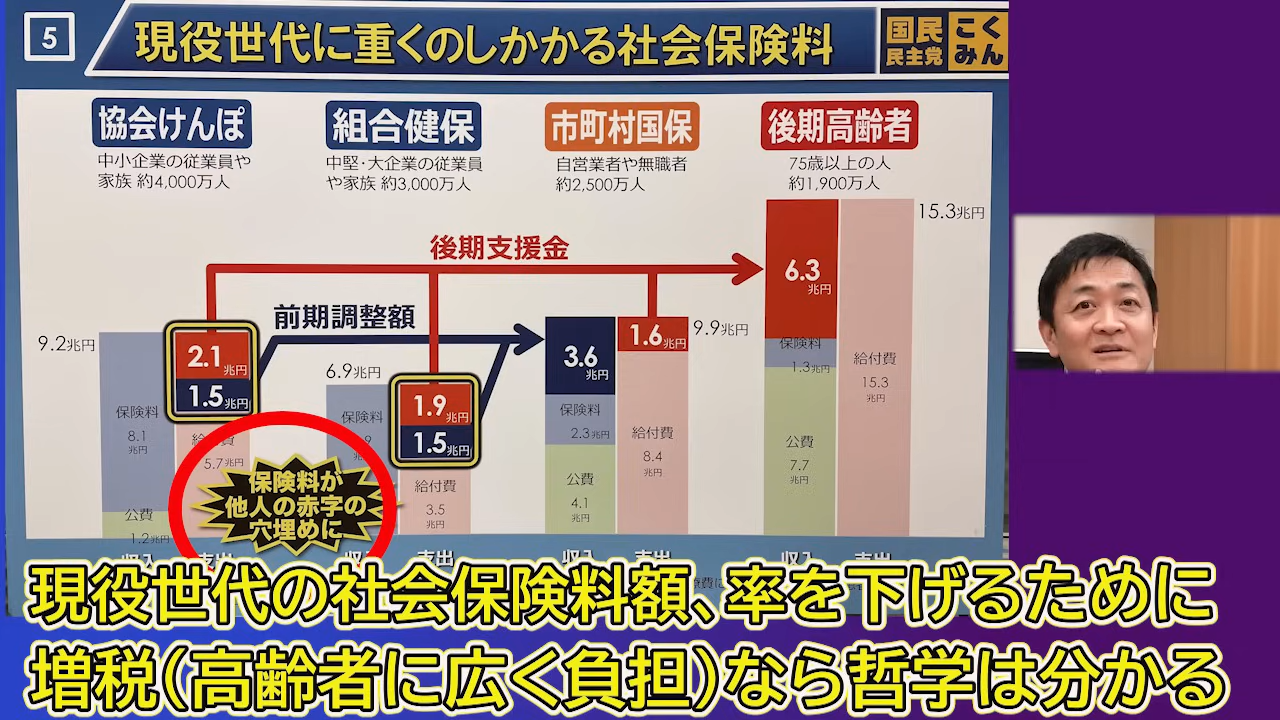 5
現役世代に重くのしかかる社会保険料
国民
民主党
こく
みん
協会けんぽ
中小企業の従業員や
家族 約4,000万人
組合健保
中堅・大企業の従業員
や家族 約3,000万人
市町村国保
自営業者や無職者
約2,500万人
後期高齢者
75歳以上の人
約1,900万人
後期支援金
前期調整額
9.2兆円
2.1兆円
1.5兆円
保険料
8.1
兆円
公費
1.2兆円
給付費
5.7兆円
6.9兆円
1.9兆円
1.5兆円
保険料
9
給付費
3.5
兆円
3.6
兆円
保険料
2.3兆円
公費
4.1
兆円
1.6兆円
9.9兆円
給付費
8.4
兆円
6.3
兆円
保険料
1.3兆円
公費
7.7
兆円
15.3兆円
給付費
15.3
兆円
保険料が
他人の赤字の
穴埋めに
収入
支出
収入
支出
収入
支出
収入
支出
現役世代の社会保険料額、率を下げるために
増税(高齢者に広く負担)なら哲学は分かる